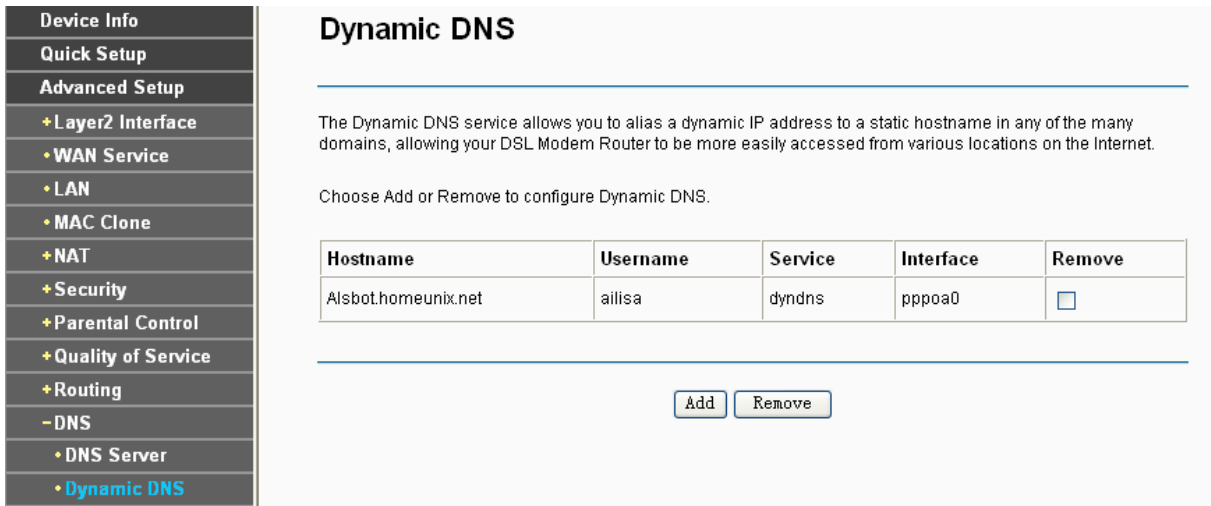 Device Info
Quick Setup
Advanced Setup
+Layer2 Interface
•WAN Service
•LAN
•MAC Clone
+NAT
+Security
+Parental Control
+Quality of Service
+Routing
−DNS
•DNS Server
•Dynamic DNS
Dynamic DNS
The Dynamic DNS service allows you to alias a dynamic IP address to a static hostname in any of the many
domains, allowing your DSL Modem Router to be more easily accessed from various locations on the Internet.
Choose Add or Remove to configure Dynamic DNS.
Hostname Username Service Interface Remove
Alsbot.homeunix.net ailisa dyndns pppoa0
Add Remove